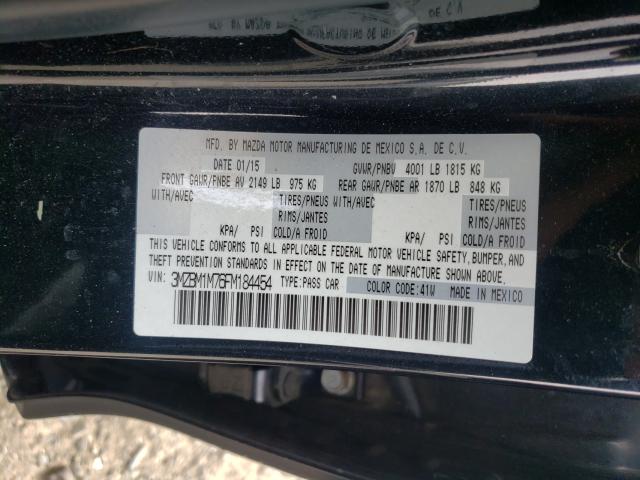 MFD. BY MAZDA MOTOR MANUFACTURING DE MEXICO S.A. DE C.V.
DATE 01/15 GVWR/PNBV 4001 LB 1815 KG
FRONT GAWR/PNBE AV 2149 LB 975 KG REAR GAWR/PNBE AR 1870 LB 848 KG
WITH/AVEC TIRES/PNEUS WITH/AVEC TIRES/PNEUS
RIMS/JANTES RIMS/JANTES
KPA/ PSI COLD/A FROID KPA/ PSI COLD/A FROID
THIS VEHICLE CONFORMS TO ALL APPLICABLE FEDERAL MOTOR VEHICLE SAFETY, BUMPER, AND
THEFT PREVENTION STANDARDS IN EFFECT ON THE DATE OF MANUFACTURE SHOWN ABOVE.
VIN: 3MZBM1M76FM184454 TYPE:PASS CAR COLOR CODE:41W MADE IN MEXICO